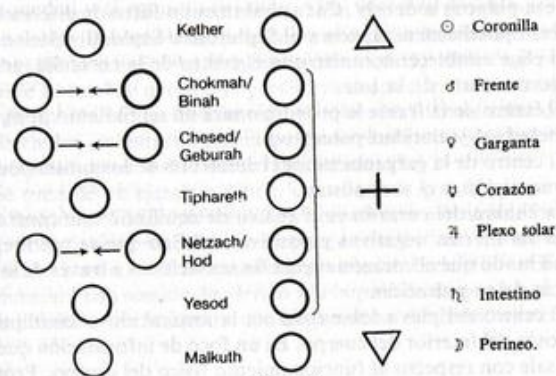 Kether ☉ Coronilla
Chokmah/
Binah ♂ Frente
Chesed/
Geburah ♀ Garganta
Tiphareth ☿ Corazón
Netzach/
Hod ♃ Plexo solar
Yesod ♄ Intestino
Malkuth ☽ Perineo.